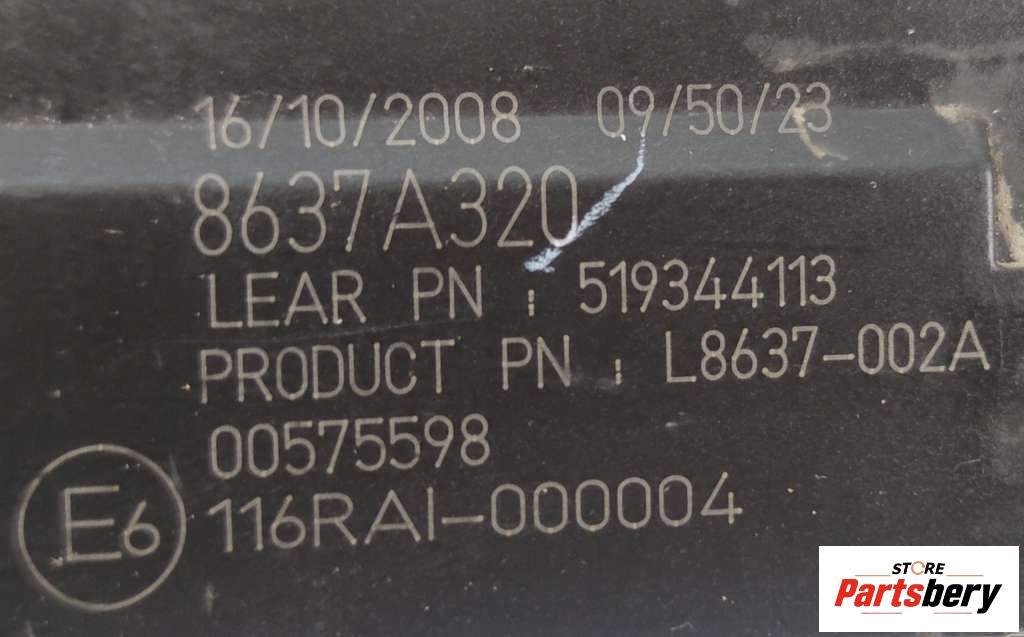 16/10/2008 09/50/23
8637A320
LEAR PN : 519344113
PRODUCT PN : L8637-002A
00575598
E6 116RAI-000004
STORE
Partsbery